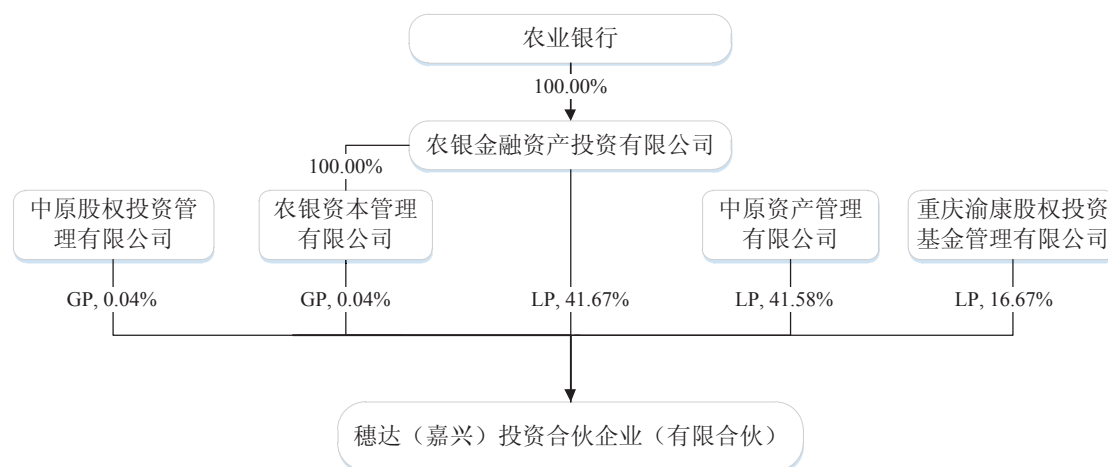 农业银行
100.00%
农银金融资产投资有限公司
100.00%
中原股权投资管
理有限公司
农银资本管理
有限公司
中原资产管理
有限公司
重庆渝康股权投资
基金管理有限公司
GP, 0.04%
GP, 0.04%
LP, 41.67%
LP, 41.58%
LP, 16.67%
穗达（嘉兴）投资合伙企业（有限合伙）